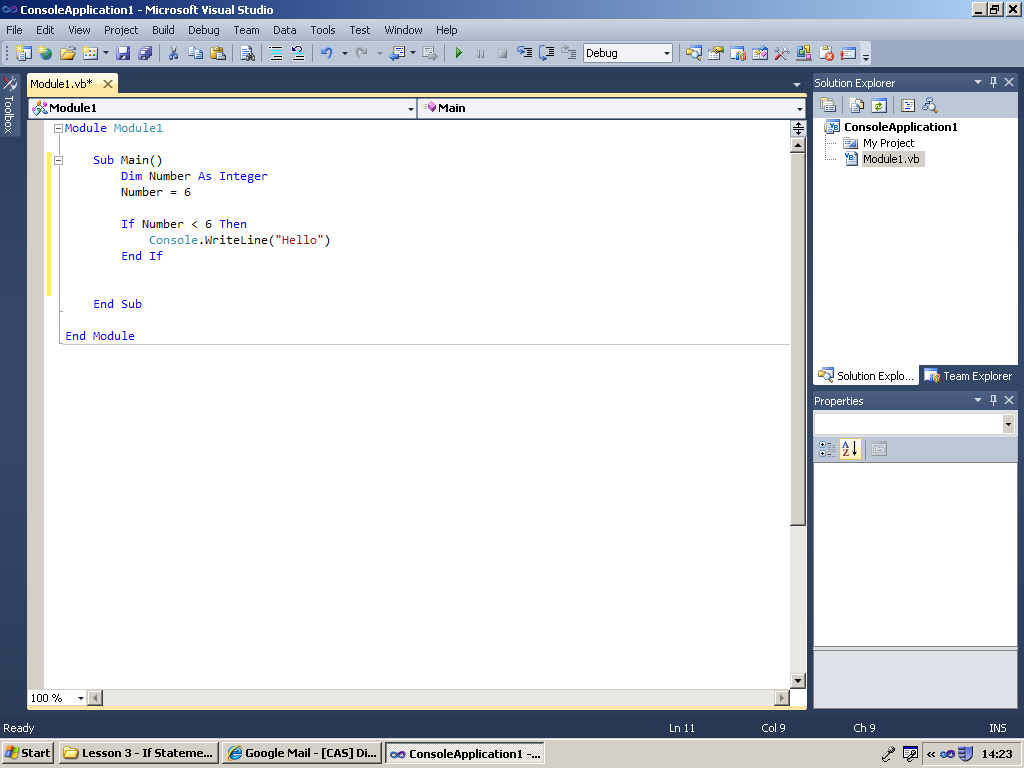 ConsoleApplication1 - Microsoft Visual Studio
File Edit View Project Build Debug Team Data Tools Test Window Help
Debug
Toolbox
Module1.vb*
Module1 Main
Module Module1
Sub Main()
Dim Number As Integer
Number = 6
If Number < 6 Then
Console.WriteLine("Hello")
End If
End Sub
End Module
100 %
Solution Explorer
ConsoleApplication1
My Project
Module1.vb
Solution Explo... Team Explorer
Properties
Ready Ln 11 Col 9 Ch 9 INS
Start Lesson 3 - If Stateme... Google Mail - [CAS] Di... ConsoleApplication1 -... « 14:23